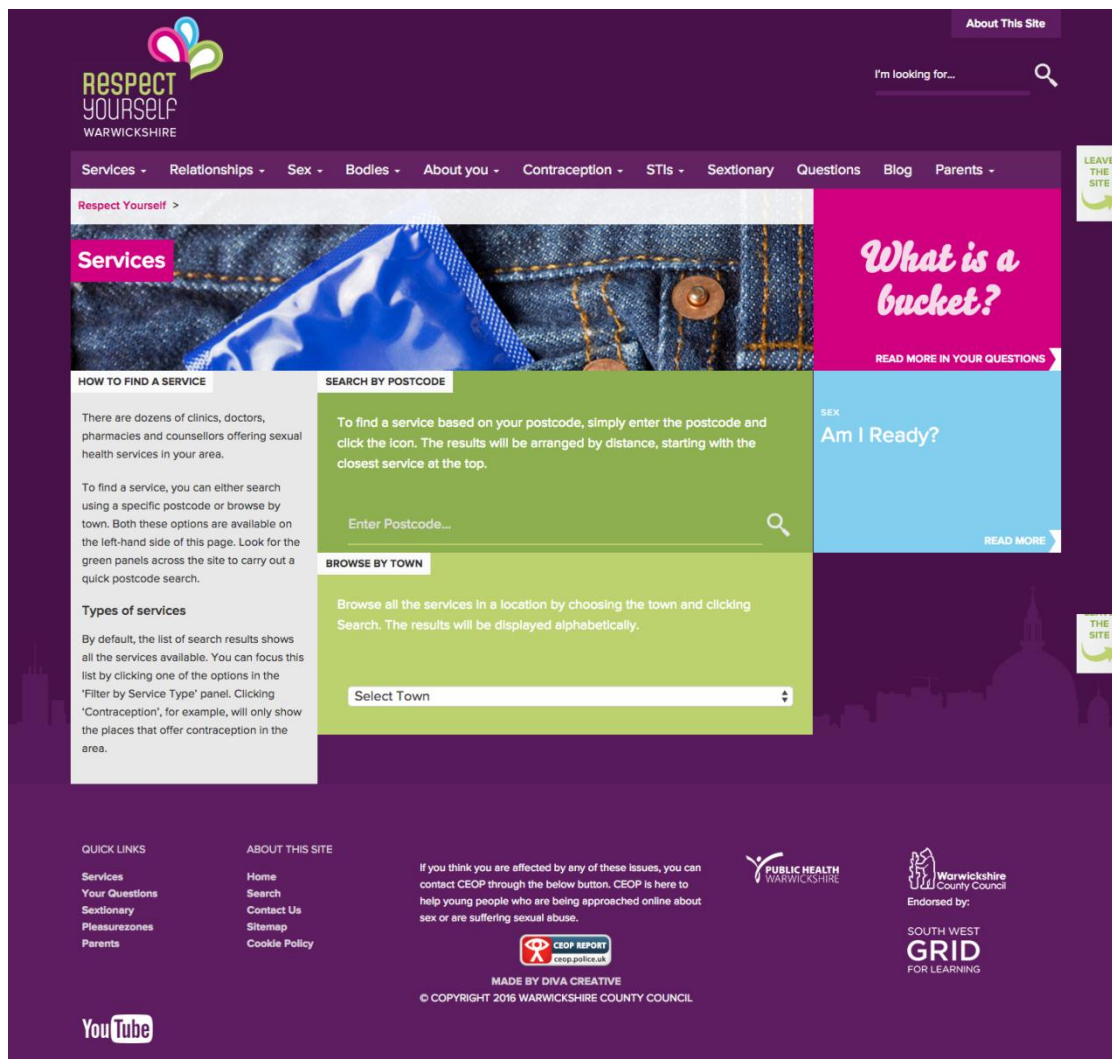 About This Site
RESPECT
YOURSELF
WARWICKSHIRE
I'm looking for...
Services
Relationships
Sex
Bodies
About you
Contraception
STIs
Sextionary
Questions
Blog
Parents
LEAVE
THE
SITE
Respect Yourself >
Services
What is a
bucket?
READ MORE IN YOUR QUESTIONS
HOW TO FIND A SERVICE
There are dozens of clinics, doctors,
pharmacies and counsellors offering sexual
health services in your area.
To find a service, you can either search
using a specific postcode or browse by
town. Both these options are available on
the left-hand side of this page. Look for the
green panels across the site to carry out a
quick postcode search.
Types of services
By default, the list of search results shows
all the services available. You can focus this
list by clicking one of the options in the
'Filter by Service Type' panel. Clicking
'Contraception', for example, will only show
the places that offer contraception in the
area.
SEARCH BY POSTCODE
To find a service based on your postcode, simply enter the postcode and
click the icon. The results will be arranged by distance, starting with the
closest service at the top.
Enter Postcode...
BROWSE BY TOWN
Browse all the services in a location by choosing the town and clicking
Search. The results will be displayed alphabetically.
Select Town
SEX
Am I Ready?
READ MORE
THE
SITE
QUICK LINKS
Services
Your Questions
Sextionary
Pleasurezones
Parents
ABOUT THIS SITE
Home
Search
Contact Us
Sitemap
Cookie Policy
If you think you are affected by any of these issues, you can
contact CEOP through the below button. CEOP is here to
help young people who are being approached online about
sex or are suffering sexual abuse.
CEOP REPORT
ceop.police.uk
MADE BY DIVA CREATIVE
© COPYRIGHT 2016 WARWICKSHIRE COUNTY COUNCIL
PUBLIC HEALTH
WARWICKSHIRE
Warwickshire
County Council
Endorsed by:
SOUTH WEST
GRID
FOR LEARNING
YouTube